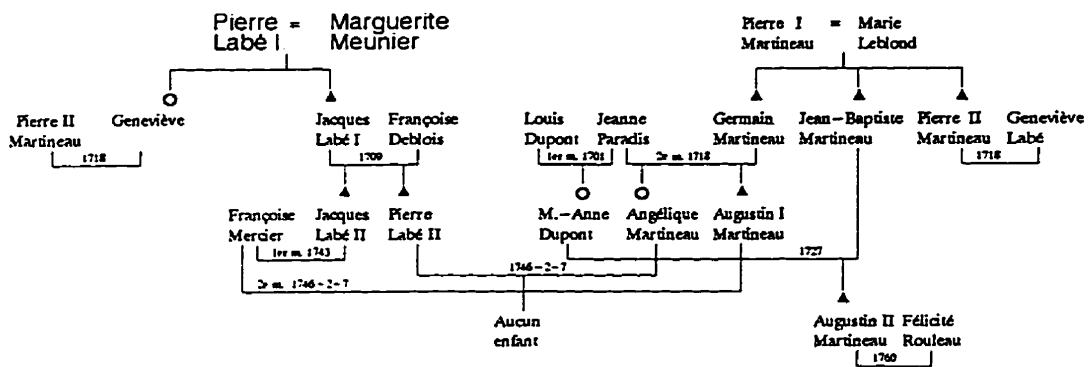 Pierre = Marguerite
Labé I Meunier
Pierre I = Marie
Martineau Leblond
Pierre II Geneviève
Martineau
1718
Jacques Françoise
Labé I Deblois
1709
Louis Jeanne
Dupont Paradis
1er m. 1701
2e m. 1718
Germain Jean-Baptiste Pierre II Geneviève
Martineau Martineau Martineau Labé
1718
Françoise Jacques Pierre
Mercier Labé II Labé II
1er m. 1743
M.-Anne Angélique Augustin I
Dupont Martineau Martineau
1727
1746-2-7
2e m. 1746-2-7
Aucun
enfant
Augustin II Félicité
Martineau Rouleau
1760